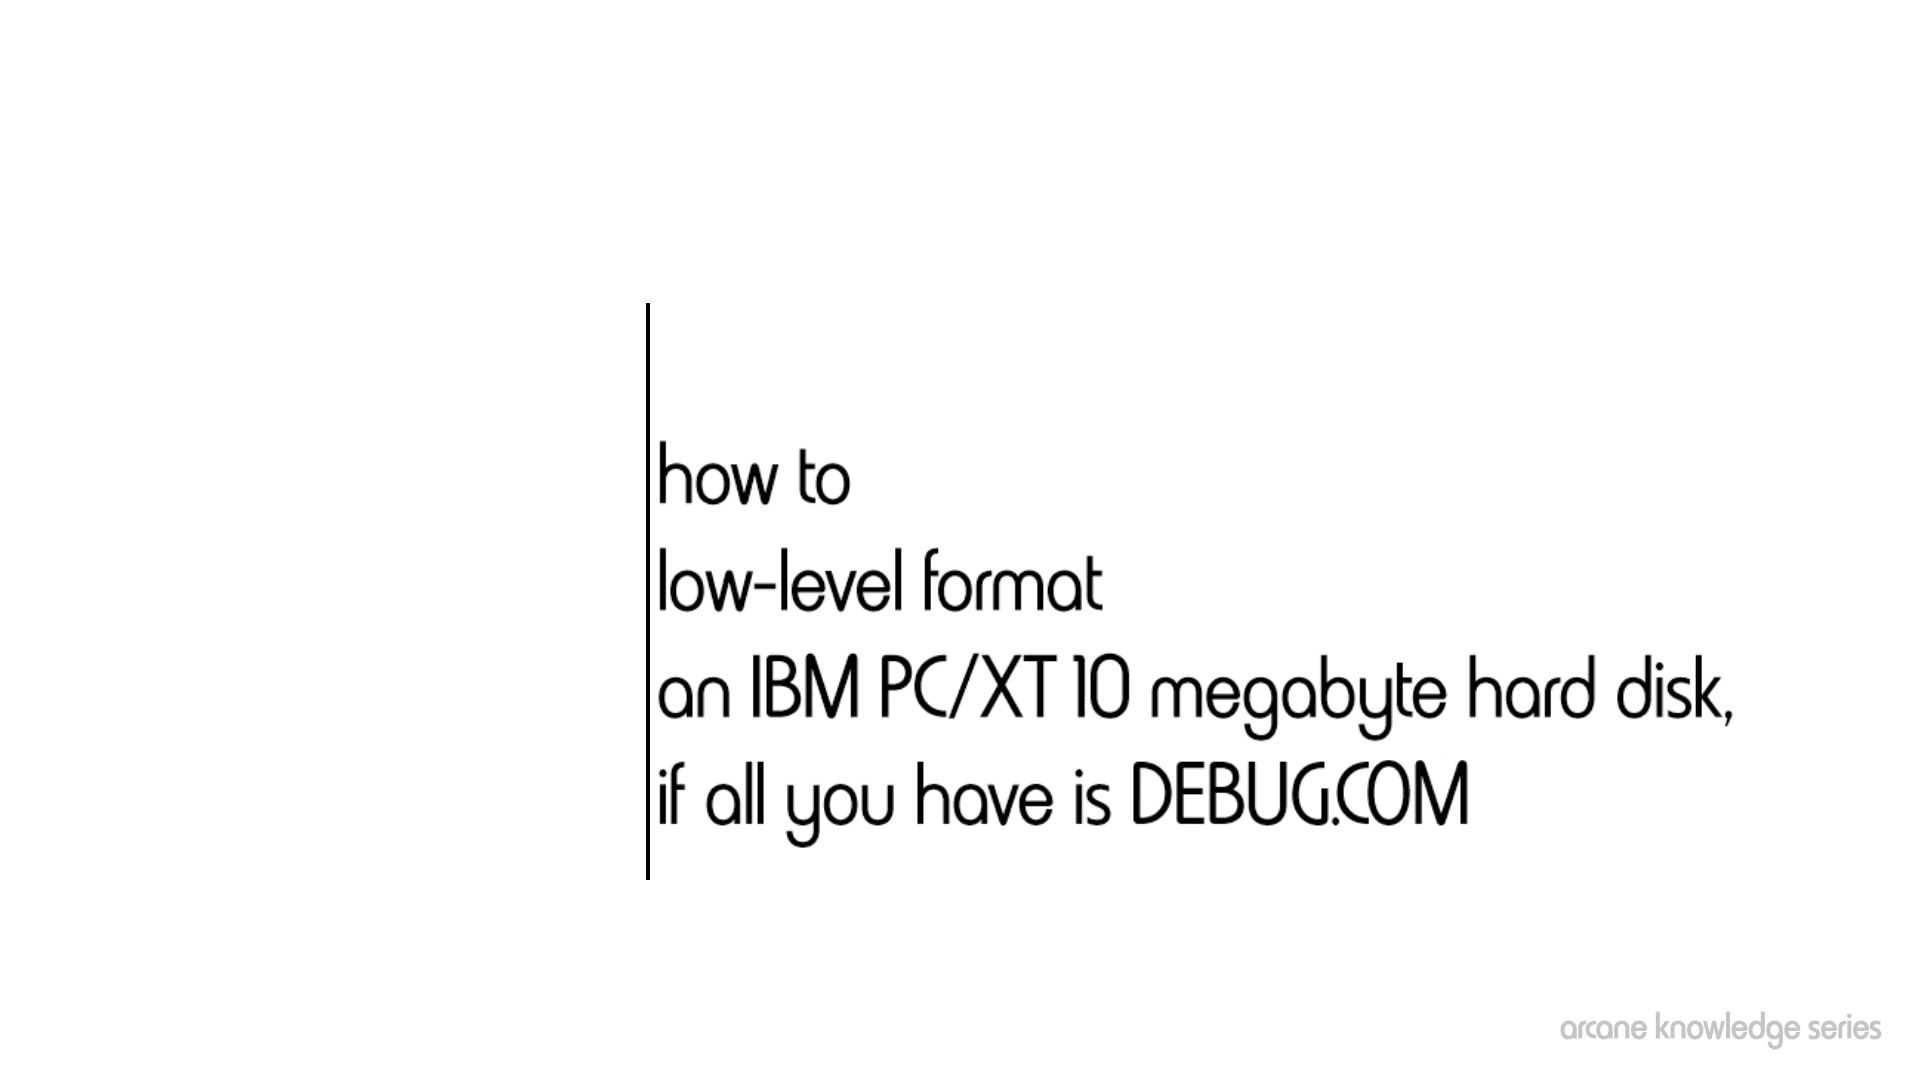 how to
low-level format
an IBM PC/XT 10 megabyte hard disk,
if all you have is DEBUG.COM
arcane knowledge series